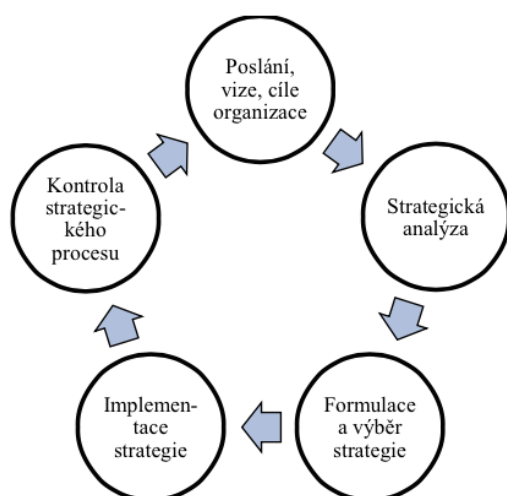 Poslání,
vize, cíle
organizace
Strategická
analýza
Formulace
a výběr
strategie
Implemen-
tace
strategie
Kontrola
strategic-
kého
procesu